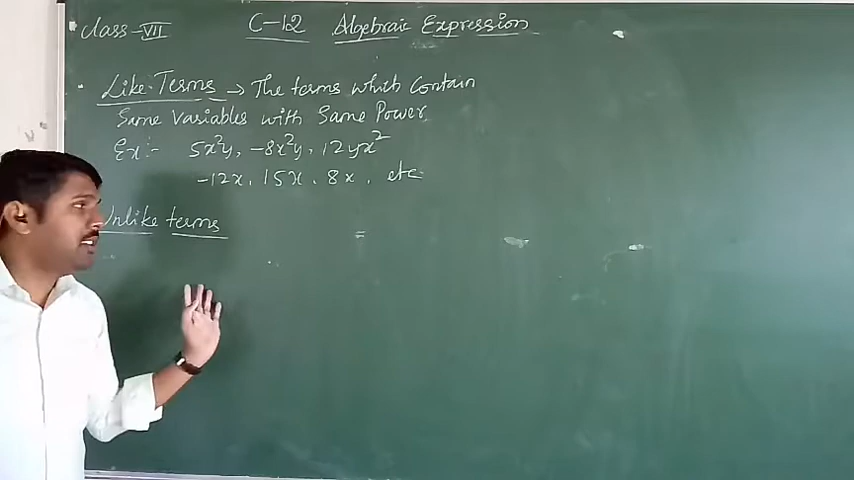 Class-VII C-12 Algebraic Expression
Like Terms → The terms which Contain
Same Variables with Same Power
Ex:- 5x²y, -8x²y, 12yx²
-12x, 15x, 8x, etc
Unlike terms